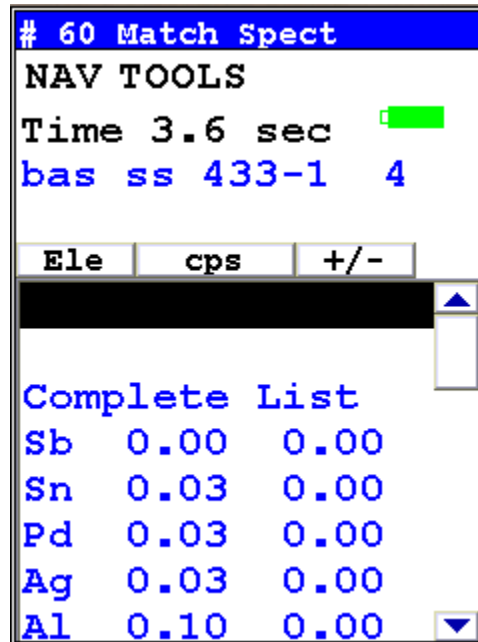 # 60 Match Spect
NAV TOOLS
Time 3.6 sec
bas ss 433-1 4
Ele cps +/-
Complete List
Sb 0.00 0.00
Sn 0.03 0.00
Pd 0.03 0.00
Ag 0.03 0.00
Al 0.10 0.00